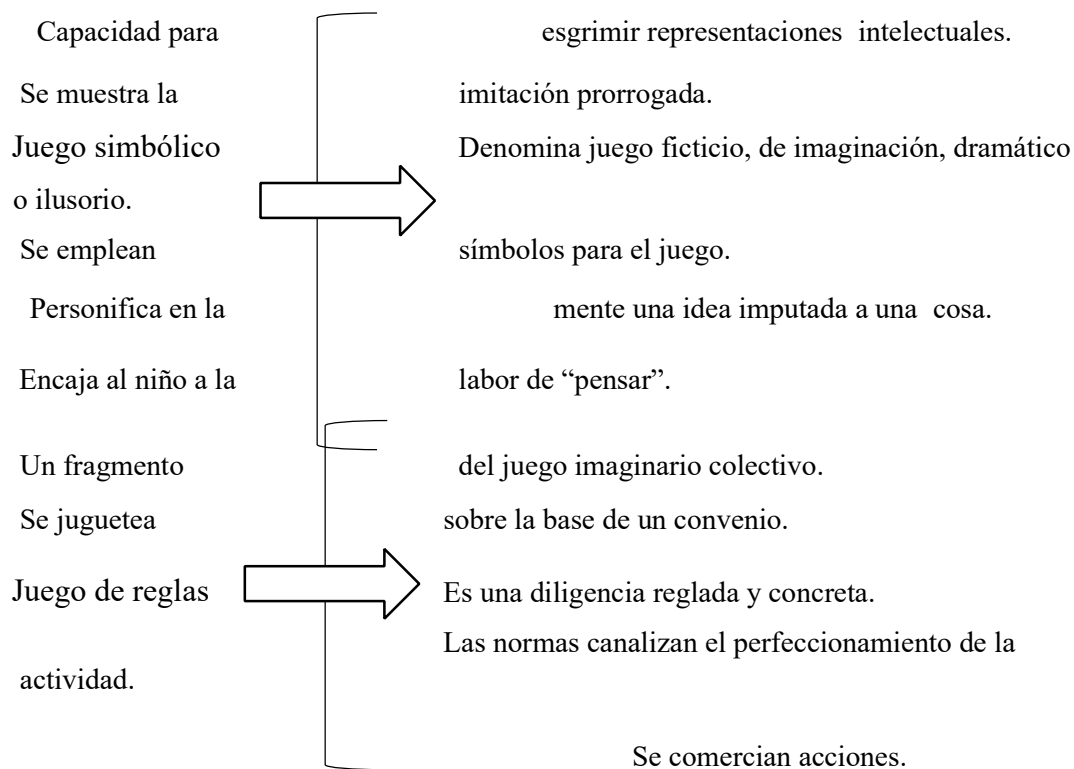 Capacidad para esgrimir representaciones intelectuales.
Se muestra la imitación prorrogada.
Juego simbólico Denomina juego ficticio, de imaginación, dramático
o ilusorio.
Se emplean símbolos para el juego.
Personifica en la mente una idea imputada a una cosa.
Encaja al niño a la labor de “pensar”.
Un fragmento del juego imaginario colectivo.
Se juguetea sobre la base de un convenio.
Juego de reglas Es una diligencia reglada y concreta.
Las normas canalizan el perfeccionamiento de la
actividad.
Se comercian acciones.